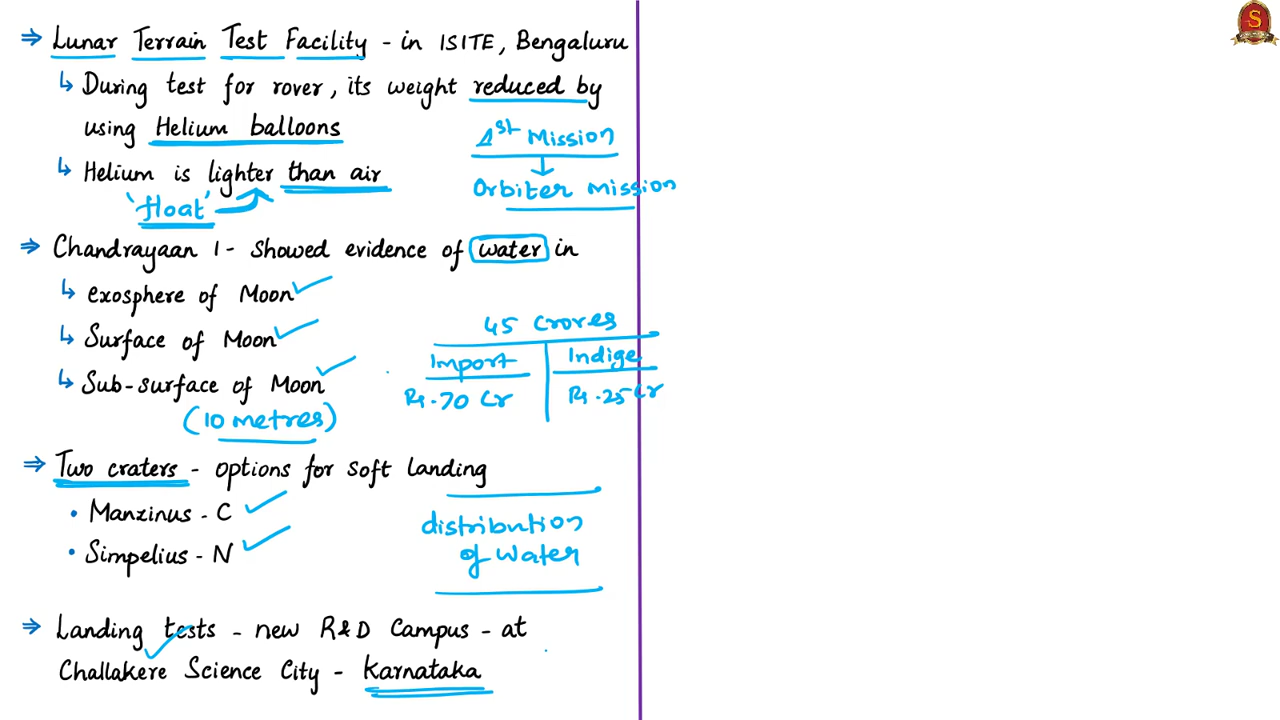 ⇒ Lunar Terrain Test Facility - in ISITE, Bengaluru
↳ During test for rover, its weight reduced by
using Helium balloons
↳ Helium is lighter than air
'float'
1st Mission
Orbiter mission
⇒ Chandrayaan 1 - showed evidence of water in
↳ exosphere of Moon
↳ Surface of Moon
↳ Sub-surface of Moon
(10 metres)
45 Crores
Import Indige
Rs.70 Cr Rs.25 Cr
⇒ Two craters - options for soft landing
• Manzinus - C
• Simpelius - N
distribution
of water
⇒ Landing tests - new R&D Campus - at
Challakere Science City - Karnataka
S